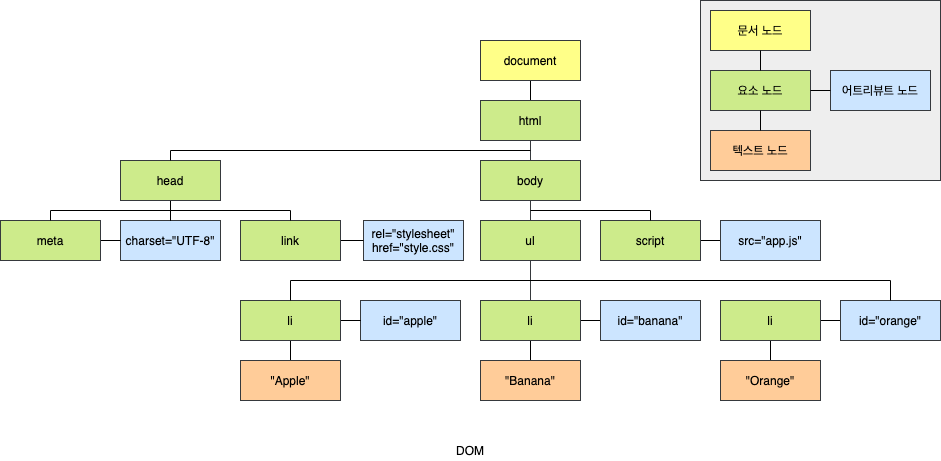 문서 노드
요소 노드
어트리뷰트 노드
텍스트 노드
document
html
head
body
meta
charset="UTF-8"
link
rel="stylesheet"
href="style.css"
ul
script
src="app.js"
li
id="apple"
li
id="banana"
li
id="orange"
"Apple"
"Banana"
"Orange"
DOM